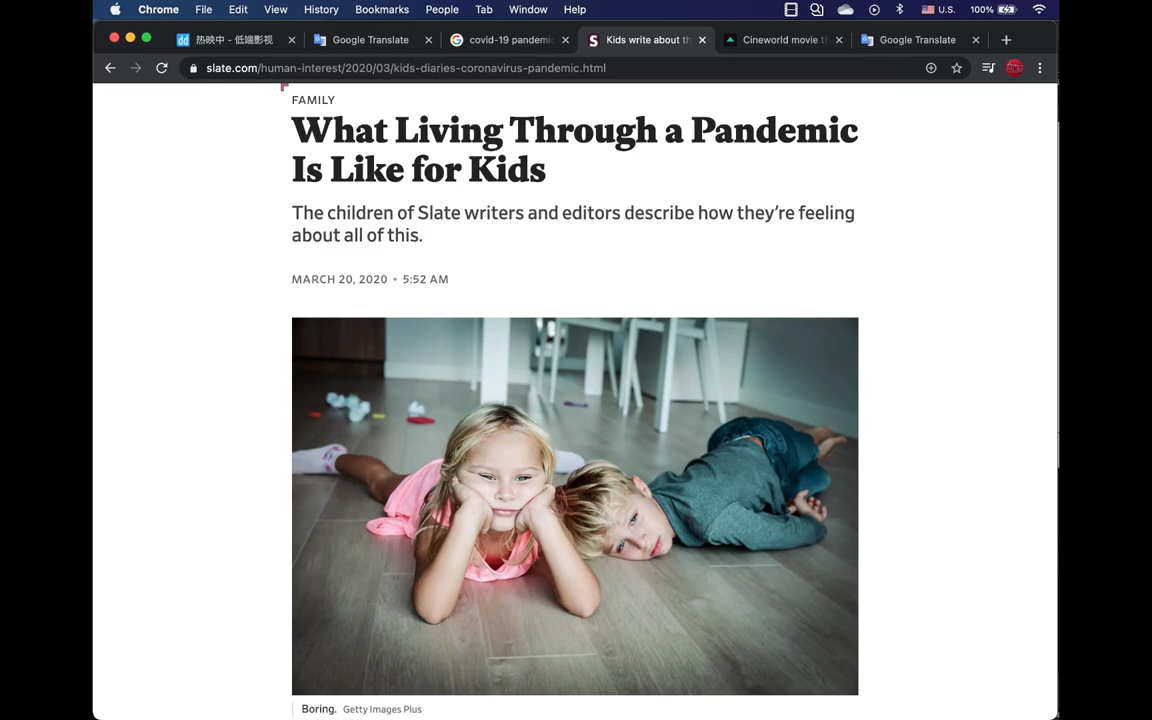 Chrome File Edit View History Bookmarks People Tab Window Help U.S. 100%
dd 热映中 - 低端影视 Google Translate covid-19 pandemic Kids write about th Cineworld movie th Google Translate
slate.com/human-interest/2020/03/kids-diaries-coronavirus-pandemic.html
FAMILY
What Living Through a Pandemic
Is Like for Kids
The children of Slate writers and editors describe how they're feeling
about all of this.
MARCH 20, 2020 • 5:52 AM
Boring. Getty Images Plus